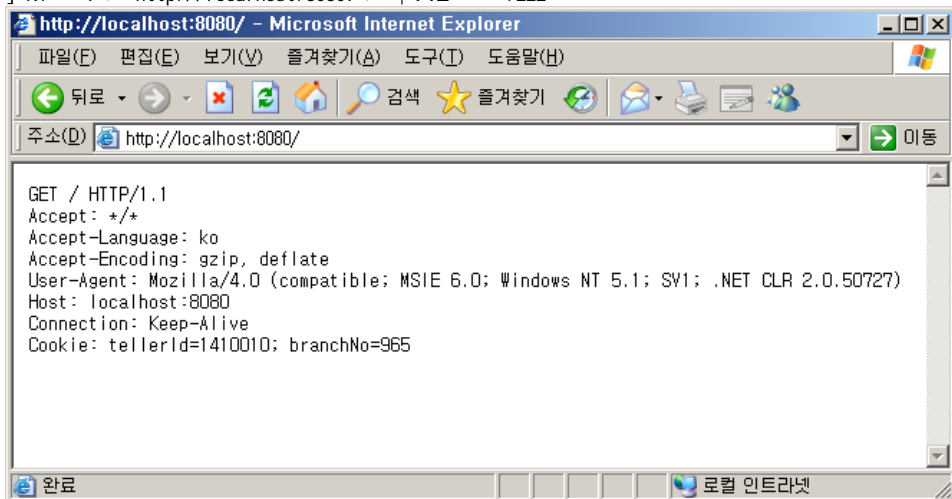 http://localhost:8080/ - Microsoft Internet Explorer
파일(F) 편집(E) 보기(V) 즐겨찾기(A) 도구(T) 도움말(H)
뒤로 검색 즐겨찾기
주소(D) http://localhost:8080/ 이동
GET / HTTP/1.1
Accept: */*
Accept-Language: ko
Accept-Encoding: gzip, deflate
User-Agent: Mozilla/4.0 (compatible; MSIE 6.0; Windows NT 5.1; SV1; .NET CLR 2.0.50727)
Host: localhost:8080
Connection: Keep-Alive
Cookie: tellerId=1410010; branchNo=965
완료 로컬 인트라넷